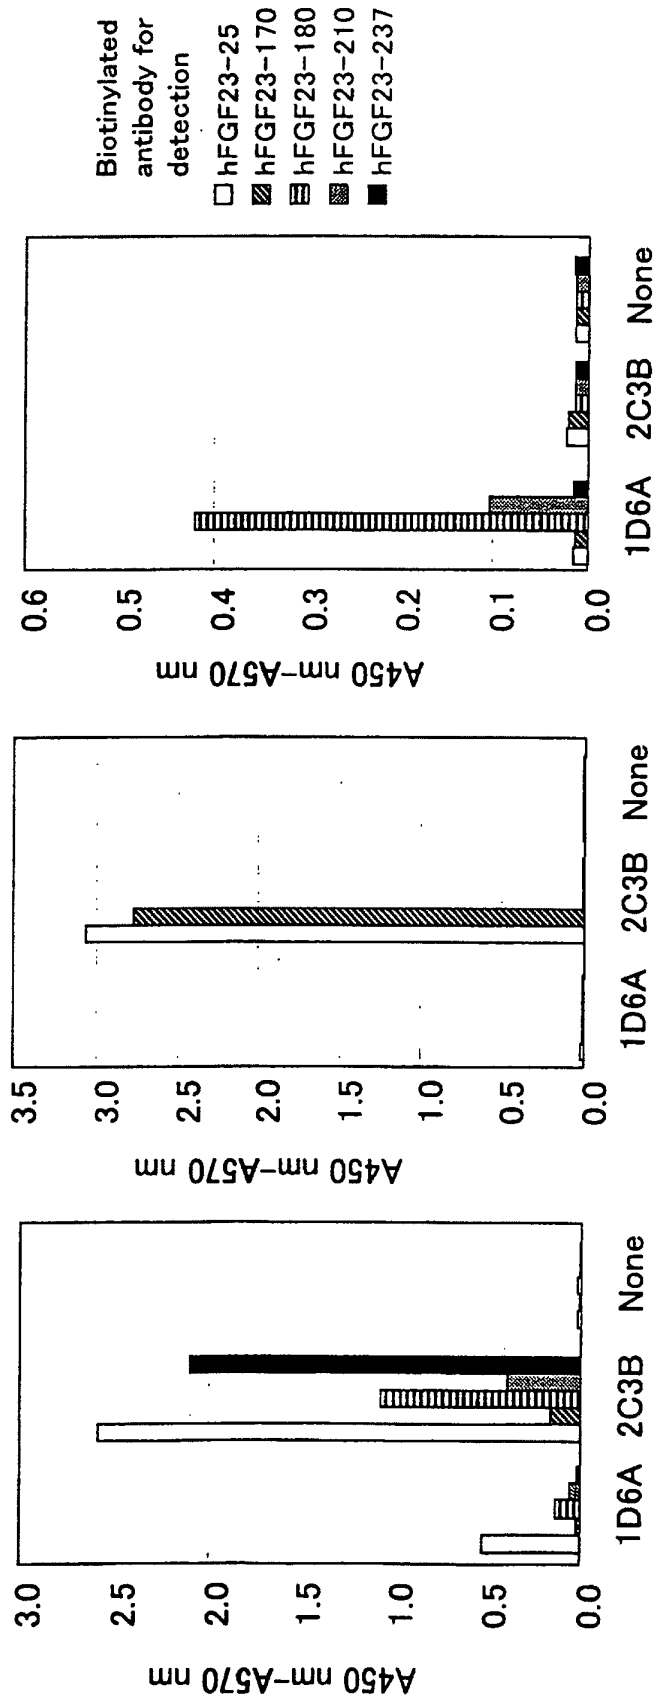 A450 nm-A570 nm
3.0
2.5
2.0
1.5
1.0
0.5
0.0
1D6A 2C3B None
A450 nm-A570 nm
3.5
3.0
2.5
2.0
1.5
1.0
0.5
0.0
1D6A 2C3B None
A450 nm-A570 nm
0.6
0.5
0.4
0.3
0.2
0.1
0.0
1D6A 2C3B None
Biotinylated
antibody for
detection
hFGF23-25
hFGF23-170
hFGF23-180
hFGF23-210
hFGF23-237